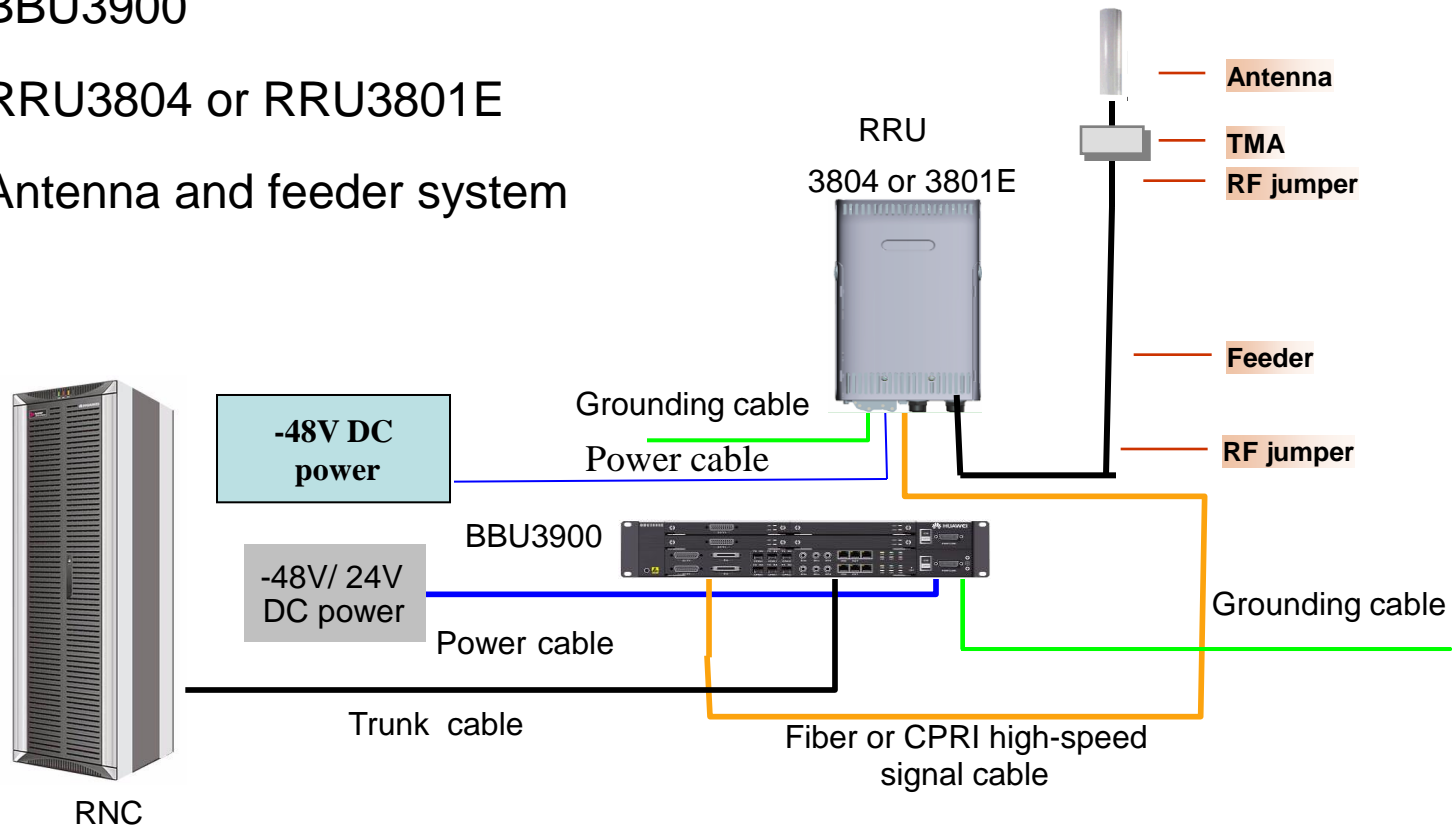 BBU3900
RRU3804 or RRU3801E
Antenna and feeder system
Antenna
TMA
RF jumper
RRU
3804 or 3801E
Feeder
Grounding cable
-48V DC
power
Power cable
RF jumper
BBU3900
HUAWEI
-48V/ 24V
DC power
Grounding cable
Power cable
Trunk cable
Fiber or CPRI high-speed
signal cable
RNC